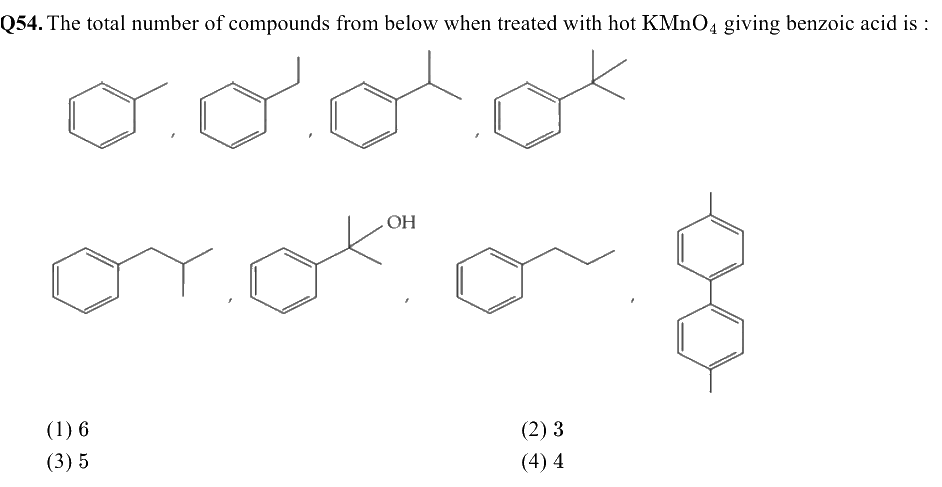 Q54. The total number of compounds from below when treated with hot KMnO₄ giving benzoic acid is :
, , ,
OH
, , ,
(1) 6 (2) 3
(3) 5 (4) 4